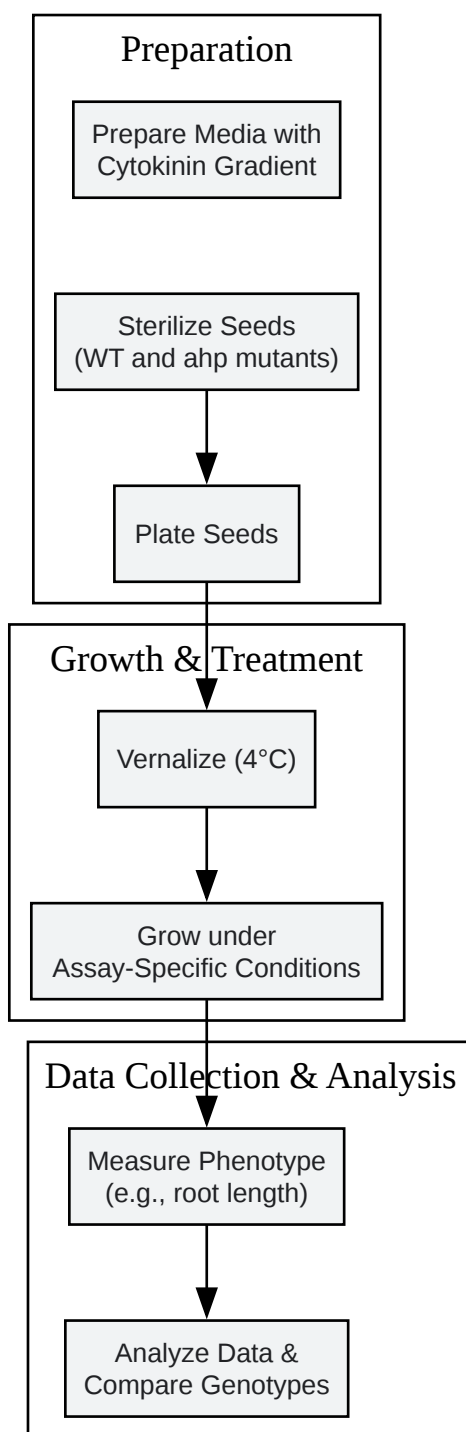 Preparation
Prepare Media with
Cytokinin Gradient
Sterilize Seeds
(WT and ahp mutants)
Plate Seeds
Growth & Treatment
Vernalize (4°C)
Grow under
Assay-Specific Conditions
Data Collection & Analysis
Measure Phenotype
(e.g., root length)
Analyze Data &
Compare Genotypes